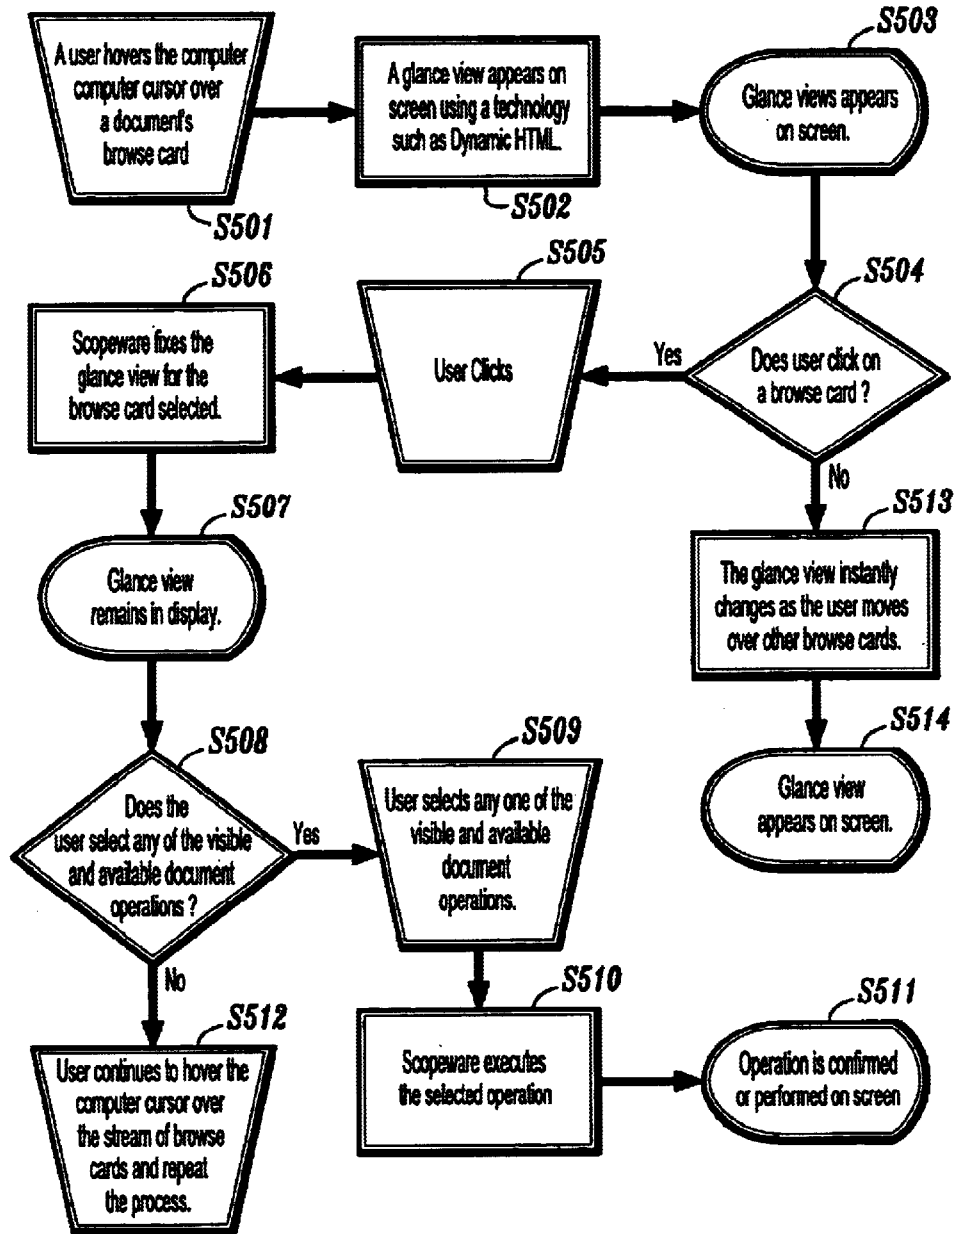 A user hovers the computer
computer cursor over
a document's
browse card
S501
A glance view appears on
screen using a technology
such as Dynamic HTML.
S502
S503
Glance views appears
on screen.
S504
Does user click on
a browse card ?
Yes
No
S505
User Clicks
S506
Scopeware fixes the
glance view for the
browse card selected.
S507
Glance view
remains in display.
S508
Does the
user select any of the visible
and available document
operations ?
Yes
No
S509
User selects any one of the
visible and available
document
operations.
S510
Scopeware executes
the selected operation
S511
Operation is confirmed
or performed on screen
S512
User continues to hover the
computer cursor over
the stream of browse
cards and repeat
the process.
S513
The glance view instantly
changes as the user moves
over other browse cards.
S514
Glance view
appears on screen.